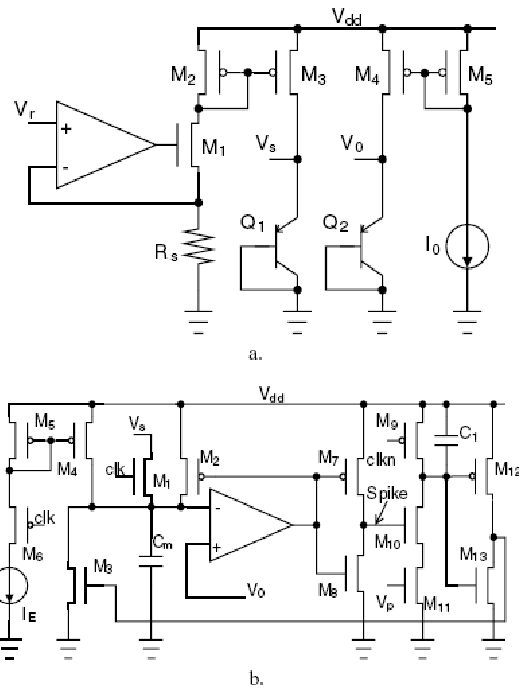 Vdd
M2 M3 M4 M5
Vr + - M1 Vs V0
Rs Q1 Q2 I0
a.
Vdd
M5 Vs M2 M7 M9 C1
M4 clk M1 clkn M12
clk - Spike
M6 M3 Cm + M10 M13
IE V0 M8 Vp M11
b.